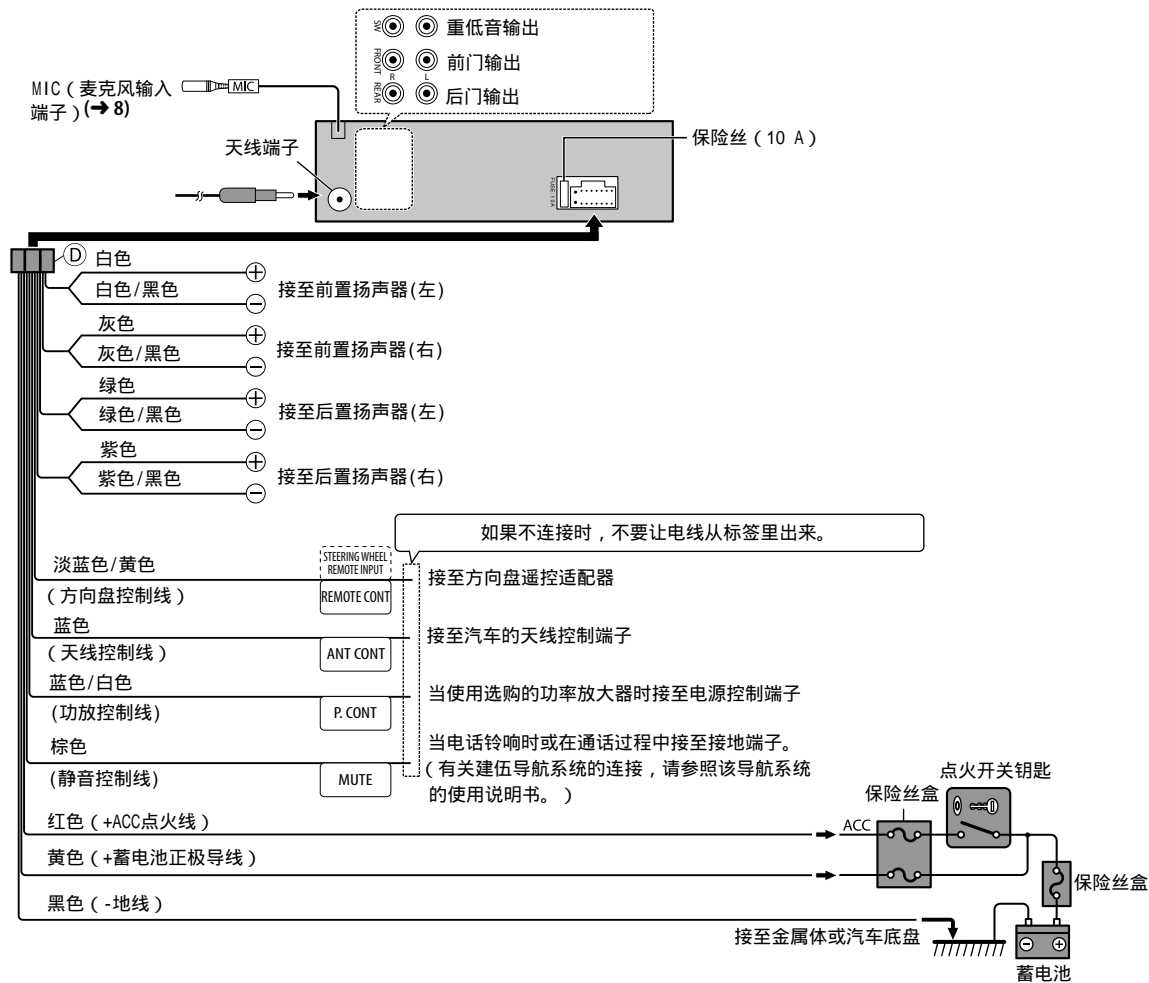 SW 重低音输出
FRONT 前门输出
R L
REAR 后门输出
MIC（麦克风输入
端子）(➜ 8)
MIC
天线端子
保险丝（10 A）
FUSE 10A
D
白色
白色/黑色
接至前置扬声器(左)
灰色
灰色/黑色
接至前置扬声器(右)
绿色
绿色/黑色
接至后置扬声器(左)
紫色
紫色/黑色
接至后置扬声器(右)
如果不连接时，不要让电线从标签里出来。
淡蓝色/黄色
（方向盘控制线）
STEERING WHEEL
REMOTE INPUT
REMOTE CONT
接至方向盘遥控适配器
蓝色
（天线控制线）
ANT CONT
接至汽车的天线控制端子
蓝色/白色
(功放控制线)
P. CONT
当使用选购的功率放大器时接至电源控制端子
棕色
(静音控制线)
MUTE
当电话铃响时或在通话过程中接至接地端子。
（有关建伍导航系统的连接，请参照该导航系统
的使用说明书。）
点火开关钥匙
保险丝盒
红色（+ACC点火线）
ACC
黄色（+蓄电池正极导线）
保险丝盒
黑色（-地线）
接至金属体或汽车底盘
蓄电池